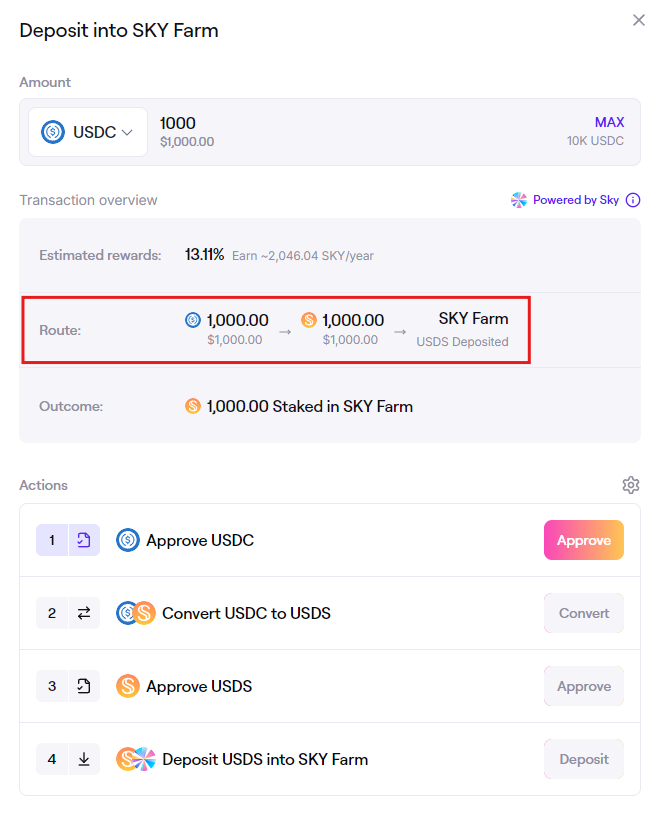 Deposit into SKY Farm
Amount
USDC 1000 MAX
$1,000.00 10K USDC
Transaction overview Powered by Sky
Estimated rewards: 13.11% Earn ~2,046.04 SKY/year
Route: 1,000.00 → 1,000.00 → SKY Farm
$1,000.00 $1,000.00 USDS Deposited
Outcome: 1,000.00 Staked in SKY Farm
Actions
1 Approve USDC Approve
2 Convert USDC to USDS Convert
3 Approve USDS Approve
4 Deposit USDS into SKY Farm Deposit